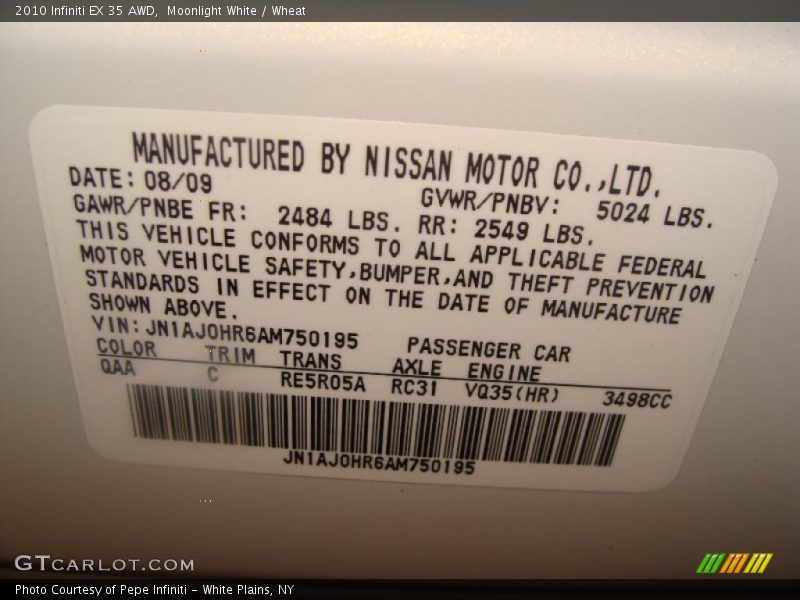 2010 Infiniti EX 35 AWD,  Moonlight White / Wheat
MANUFACTURED BY NISSAN MOTOR CO.,LTD.
DATE: 08/09 GVWR/PNBV: 5024 LBS.
GAWR/PNBE FR: 2484 LBS. RR: 2549 LBS.
THIS VEHICLE CONFORMS TO ALL APPLICABLE FEDERAL
MOTOR VEHICLE SAFETY,BUMPER,AND THEFT PREVENTION
STANDARDS IN EFFECT ON THE DATE OF MANUFACTURE
SHOWN ABOVE.
VIN: JN1AJ0HR6AM750195 PASSENGER CAR
COLOR TRIM TRANS AXLE ENGINE
QAA C RE5R05A RC31 VQ35(HR) 3498CC
JN1AJ0HR6AM750195
GTCARLOT.COM
Photo Courtesy of Pepe Infiniti - White Plains, NY